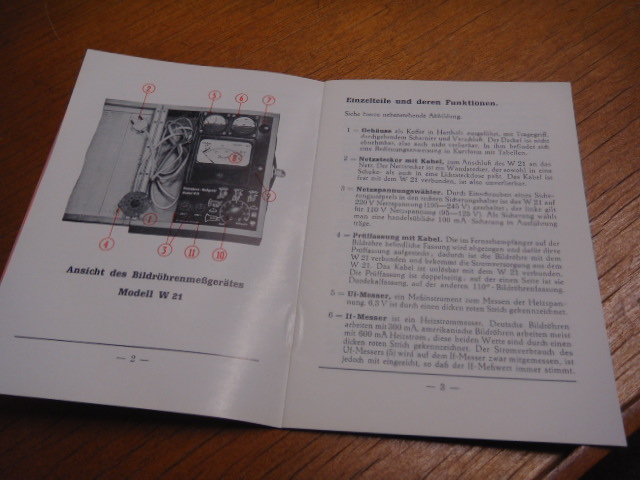 Ansicht des Bildröhrenmeßgerätes
Modell W 21
— 2 —
Einzelteile und deren Funktionen.
Siehe hierzu nebenstehende Abbildung.
1 = Gehäuse als Koffer in Hartholz ausgeführt, mit Tragegriff,
durchgehendem Scharnier und Verschluß. Der Deckel ist nicht
abnehmbar, also auch nicht verlierbar. In ihm befindet sich
eine Bedienungsanweisung in Kurzform mit Tabellen.
2 = Netzstecker mit Kabel, zum Anschluß des W 21 an das
Netz. Der Netzstecker ist ein Wandstecker, der sowohl in eine
Schuko- als auch in eine Lichtsteckdose paßt. Das Kabel ist
fest mit dem W 21 verbunden, ist also unverlierbar.
3 = Netzspannungswähler. Durch Einschrauben eines Siche-
rungsstöpsels in den rechten Sicherungshalter ist das W 21 auf
220 V Netzspannung (195—245 V) geschaltet; der linke gilt
für 110 V Netzspannung (95—125 V). Als Sicherung wähle
man eine handelsübliche 100 mA-Sicherung in Ausführung
träge.
4 = Prüffassung mit Kabel. Die im Fernsehempfänger auf der
Bildröhre befindliche Fassung wird abgezogen und dafür diese
Prüffassung aufgesteckt; dadurch ist die Bildröhre mit dem
W 21 verbunden und bekommt die Stromversorgung aus dem
W 21. Das Kabel ist unlösbar mit dem W 21 verbunden.
Die Prüffassung ist doppelseitig; auf der einen Seite ist sie
Duodekalfassung, auf der anderen 110°-Bildröhrenfassung.
5 = Uf-Messer, ein Meßinstrument zum Messen der Heizspan-
nung. 6,3 V ist durch einen dicken roten Strich gekennzeichnet.
6 = If-Messer ist ein Heizstrommesser. Deutsche Bildröhren
arbeiten mit 300 mA, amerikanische Bildröhren arbeiten meist
mit 600 mA Heizstrom, diese beiden Werte sind durch einen
dicken roten Strich gekennzeichnet. Der Stromverbrauch des
Uf-Messers (5) wird auf dem If-Messer zwar mitgemessen, ist
jedoch mit eingeeicht, so daß der If-Meßwert immer stimmt.
— 3 —